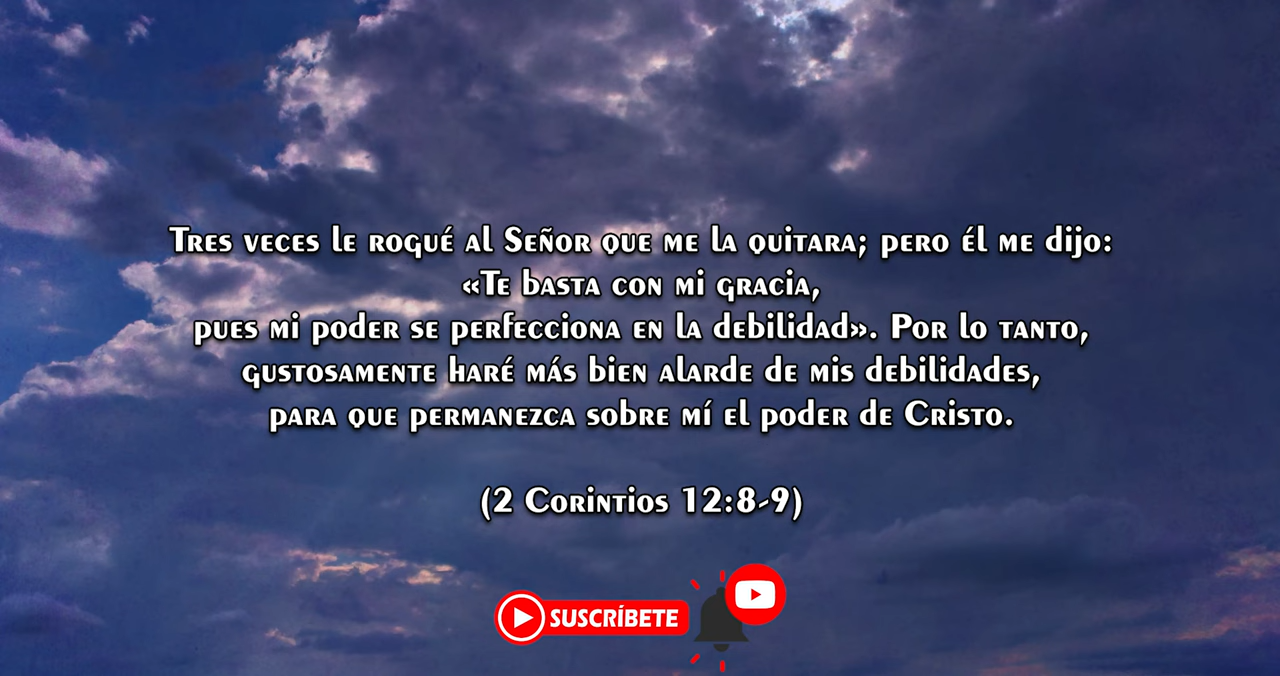 Tres veces le rogué al Señor que me la quitara; pero él me dijo:
«Te basta con mi gracia,
pues mi poder se perfecciona en la debilidad». Por lo tanto,
gustosamente haré más bien alarde de mis debilidades,
para que permanezca sobre mí el poder de Cristo.
(2 Corintios 12:8-9)
SUSCRÍBETE